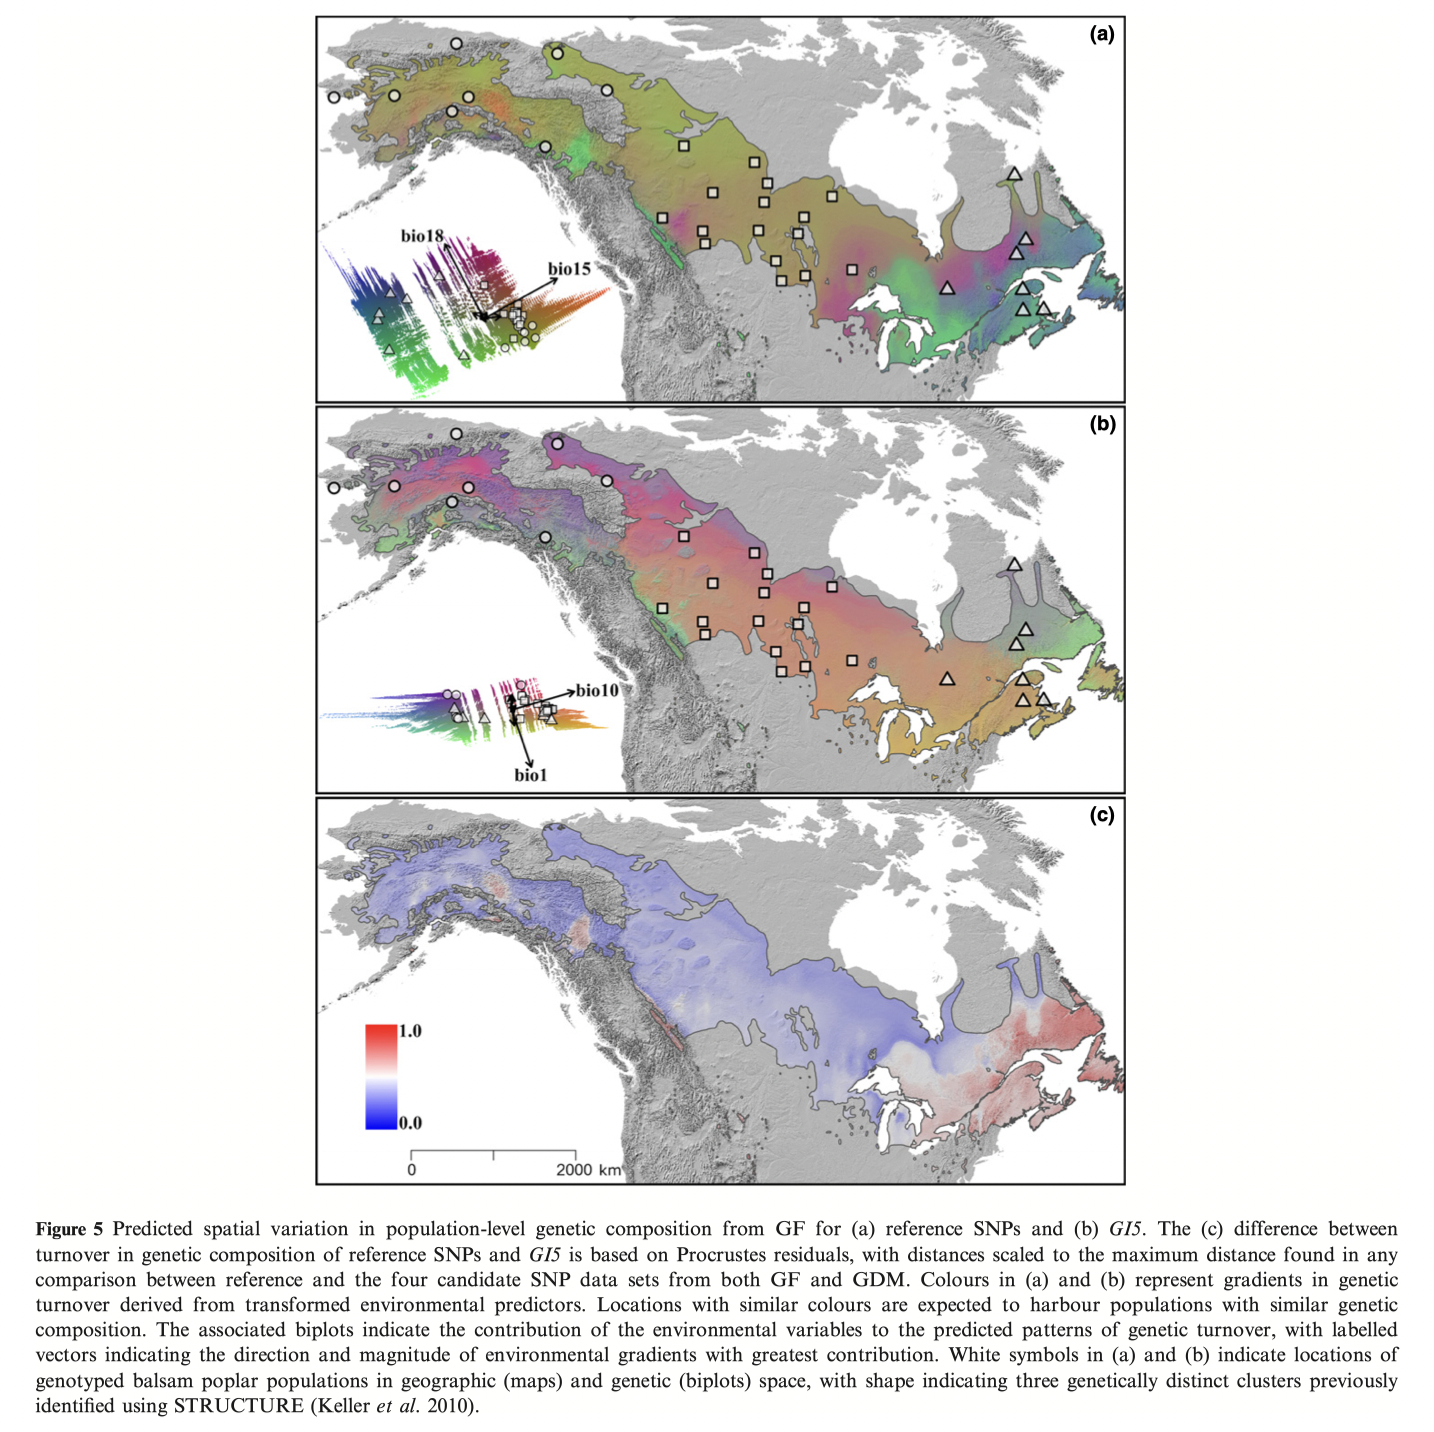 (a)
bio18
bio15
(b)
bio10
bio1
(c)
1.0
0.0
0 2000 km
Figure 5 Predicted spatial variation in population-level genetic composition from GF for (a) reference SNPs and (b) GI5. The (c) difference between
turnover in genetic composition of reference SNPs and GI5 is based on Procrustes residuals, with distances scaled to the maximum distance found in any
comparison between reference and the four candidate SNP data sets from both GF and GDM. Colours in (a) and (b) represent gradients in genetic
turnover derived from transformed environmental predictors. Locations with similar colours are expected to harbour populations with similar genetic
composition. The associated biplots indicate the contribution of the environmental variables to the predicted patterns of genetic turnover, with labelled
vectors indicating the direction and magnitude of environmental gradients with greatest contribution. White symbols in (a) and (b) indicate locations of
genotyped balsam poplar populations in geographic (maps) and genetic (biplots) space, with shape indicating three genetically distinct clusters previously
identified using STRUCTURE (Keller et al. 2010).